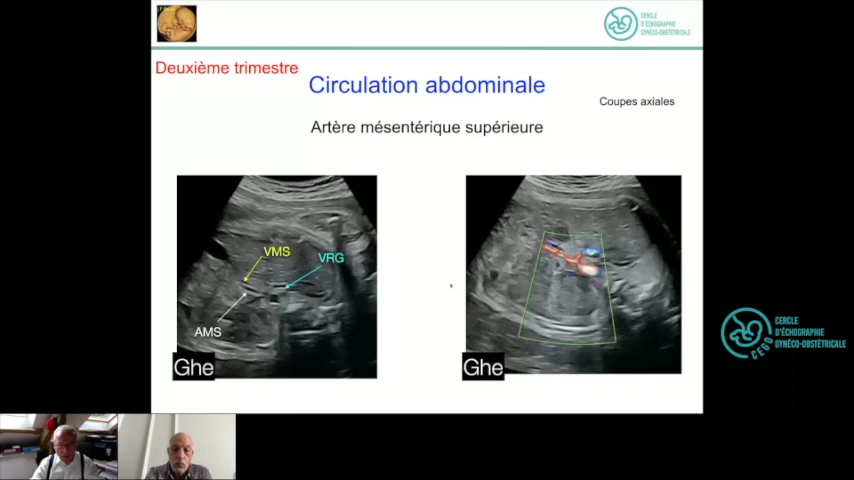 CERCLE
D'ÉCHOGRAPHIE
GYNÉCO-OBSTÉTRICALE
Deuxième trimestre
Circulation abdominale
Coupes axiales
Artère mésentérique supérieure
VMS
VRG
AMS
Ghe
Ghe
CERCLE
D'ÉCHOGRAPHIE
GYNÉCO-OBSTÉTRICALE
CEGO